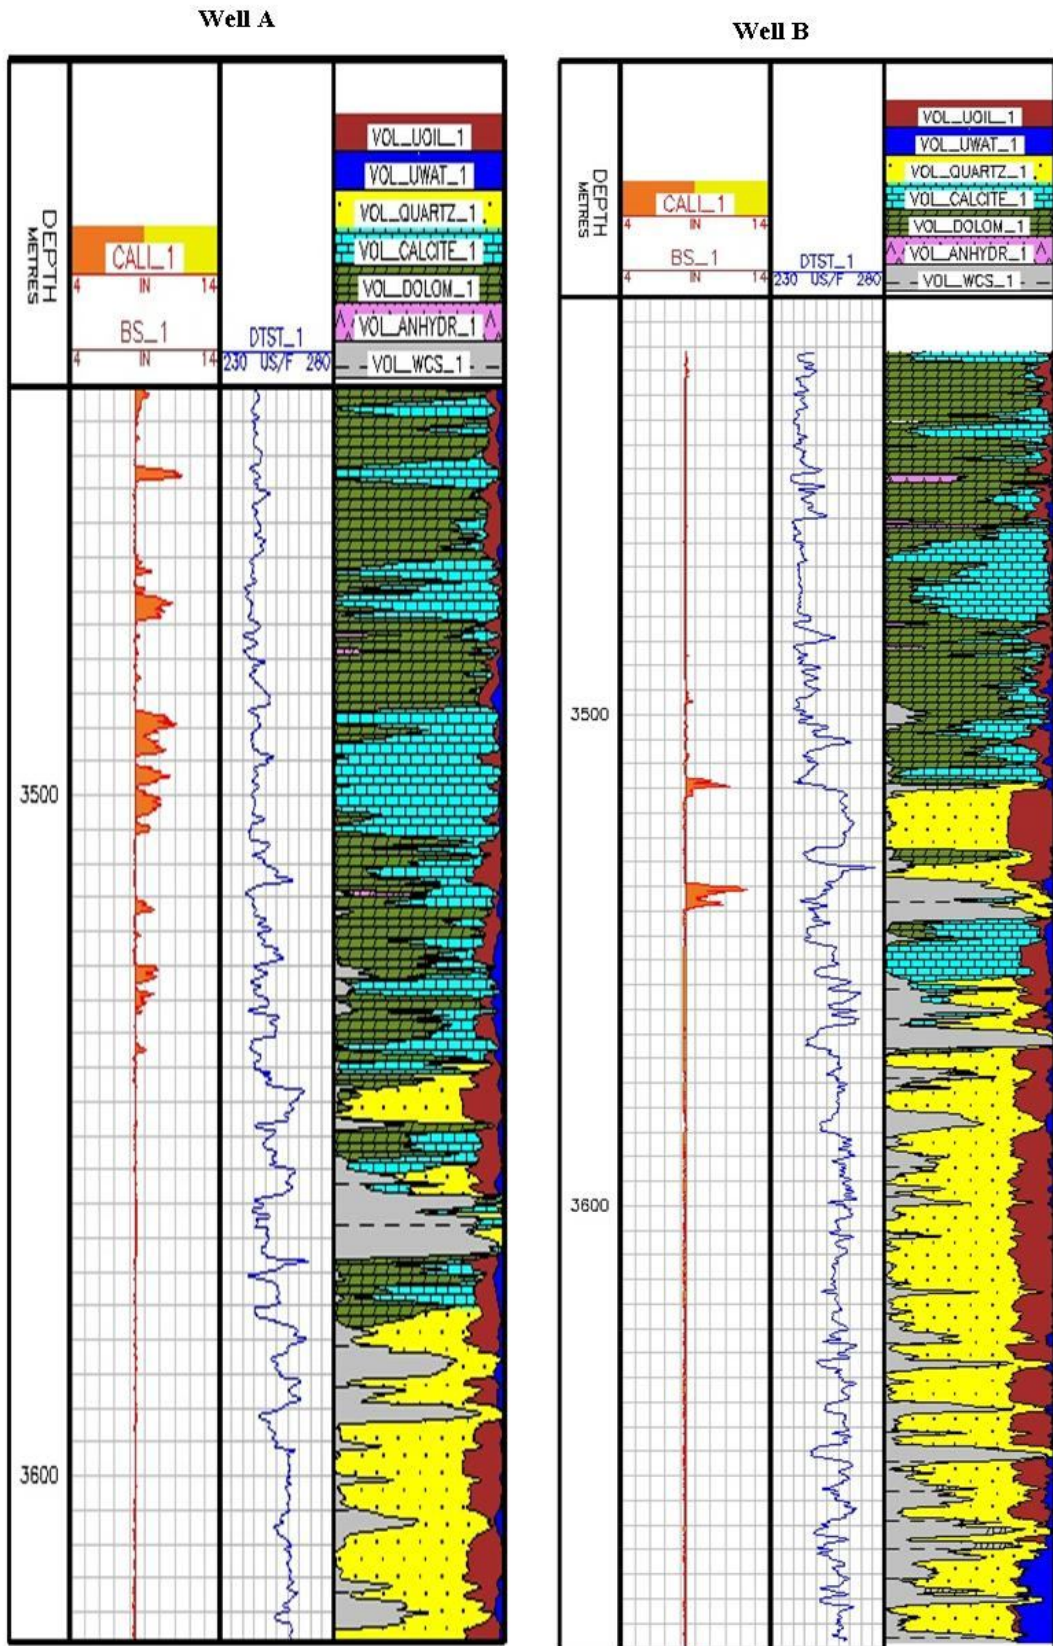 Well A
DEPTH
METRES
CALI_1
4 IN 14
BS_1
4 IN 14
DTST_1
230 US/F 280
VOL_UOIL_1
VOL_UWAT_1
VOL_QUARTZ_1
VOL_CALCITE_1
VOL_DOLOM_1
VOL_ANHYDR_1
VOL_WCS_1
3500
3600
Well B
DEPTH
METRES
CALI_1
4 IN 14
BS_1
4 IN 14
DTST_1
230 US/F 280
VOL_UOIL_1
VOL_UWAT_1
VOL_QUARTZ_1
VOL_CALCITE_1
VOL_DOLOM_1
VOL_ANHYDR_1
VOL_WCS_1
3500
3600